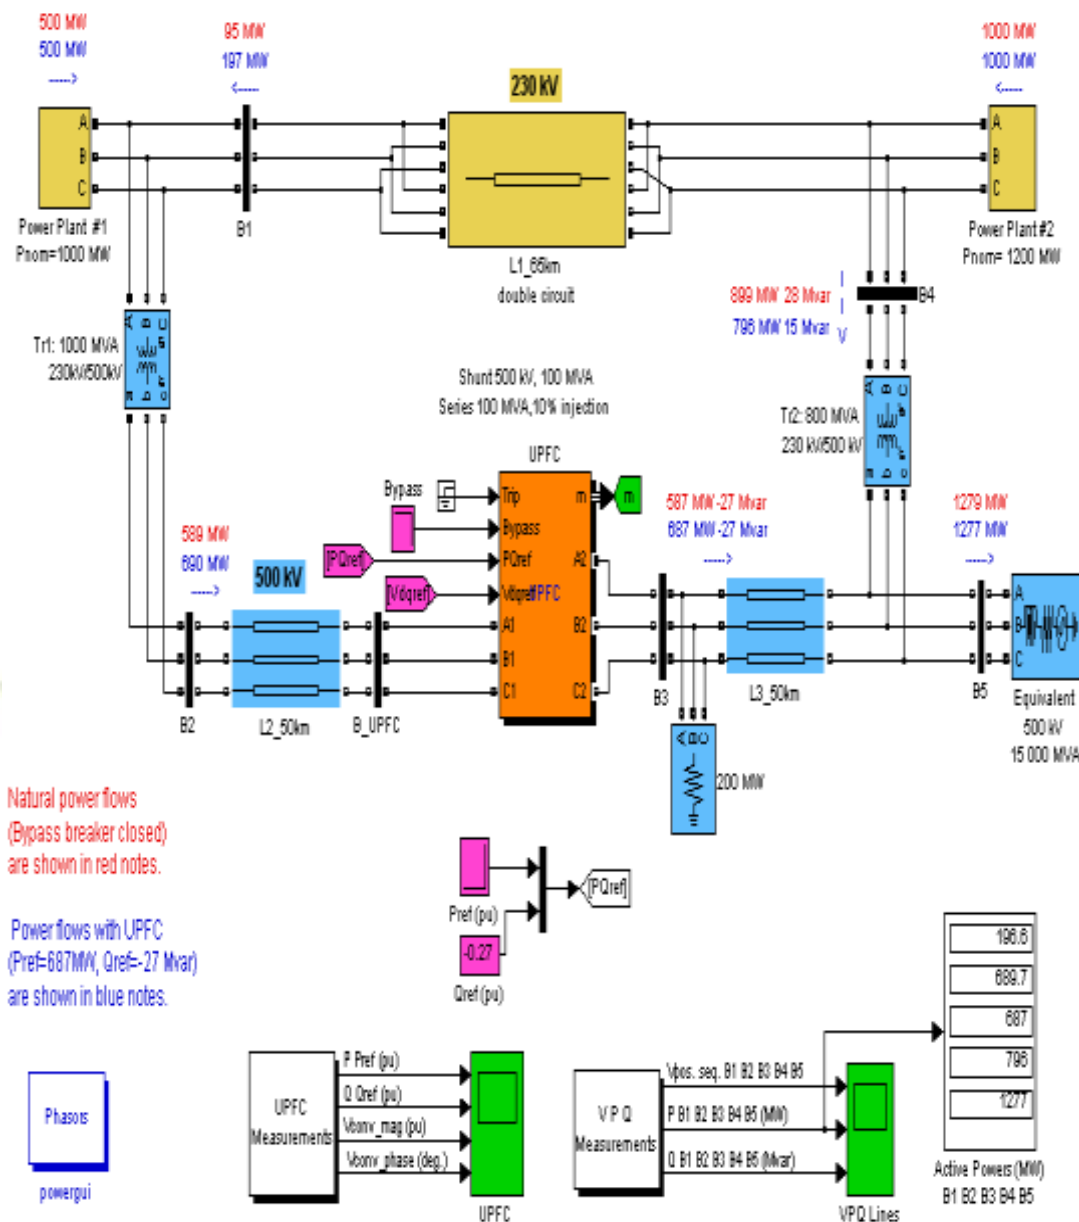 500 MW
500 MW
----->
95 MW
197 MW
<-----
230 kV
1000 MW
1000 MW
<-----
A
B
C
A
B
C
Power Plant #1
Pnom=1000 MW
B1
L1_65km
double circuit
Power Plant #2
Pnom= 1200 MW
899 MW 28 Mvar
796 MW 15 Mvar
B4
A B C
a b c
Tr1: 1000 MVA
230kV/500kV
Shunt 500 kV, 100 MVA
Series 100 MVA,10% injection
UPFC
A B C
a b c
Tr2: 800 MVA
230 kV/500 kV
Bypass
Trip
m
m
Bypass
[PQref]
PQref
A2
[Vdqref]
Vdqref
UPFC
A1
B2
B1
C1
C2
589 MW
690 MW
----->
500 kV
587 MW -27 Mvar
687 MW -27 Mvar
----->
1279 MW
1277 MW
----->
A
B
C
B2
L2_50km
B_UPFC
B3
L3_50km
B5
Equivalent
500 kV
15 000 MVA
A B C
200 MW
Natural power flows
(Bypass breaker closed)
are shown in red notes.
Power flows with UPFC
(Pref=687MW, Qref=-27 Mvar)
are shown in blue notes.
Pref (pu)
[PQref]
-0.27
Qref (pu)
196.6
689.7
687
796
1277
Active Powers (MW)
B1 B2 B3 B4 B5
Phasors
powergui
UPFC
Measurements
P Pref (pu)
Q Qref (pu)
Vconv_mag (pu)
Vconv_phase (deg.)
UPFC
V P Q
Measurements
Vpos. seq. B1 B2 B3 B4 B5
P B1 B2 B3 B4 B5 (MW)
Q B1 B2 B3 B4 B5 (Mvar)
VPQ Lines